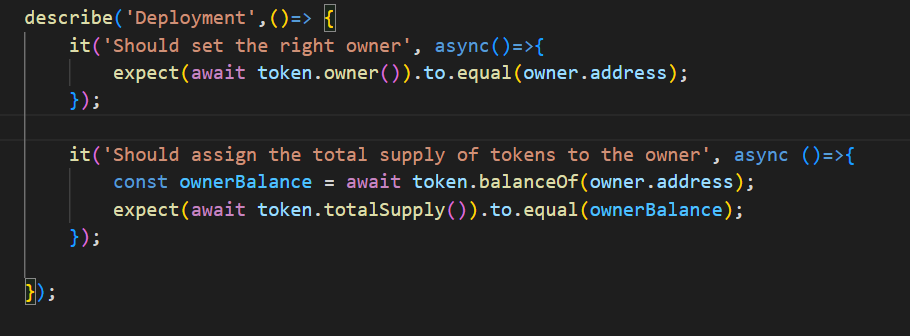 describe('Deployment',()=> {
    it('Should set the right owner', async()=>{
        expect(await token.owner()).to.equal(owner.address);
    });

    it('Should assign the total supply of tokens to the owner', async ()=>{
        const ownerBalance = await token.balanceOf(owner.address);
        expect(await token.totalSupply()).to.equal(ownerBalance);
    });

});